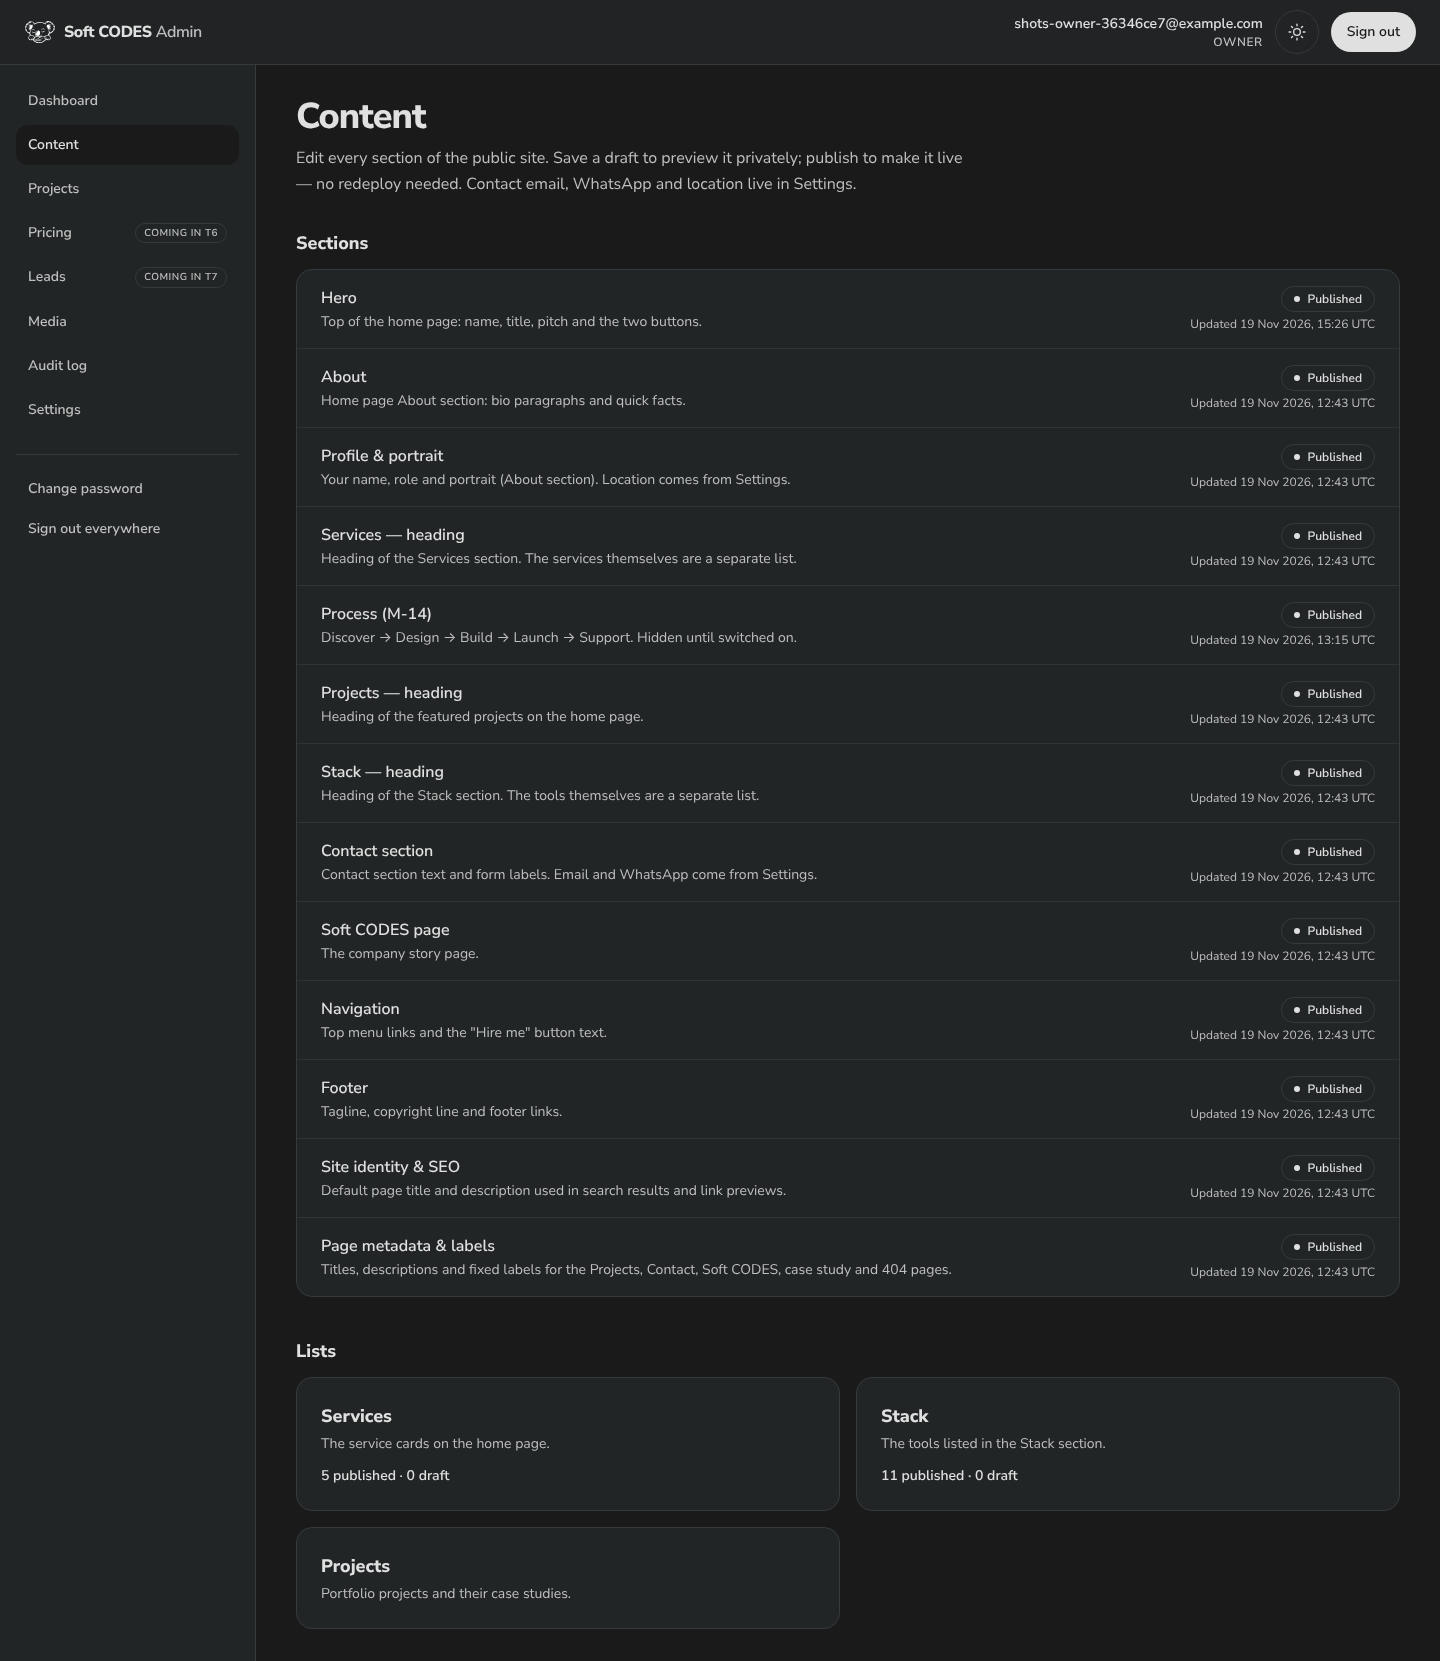 Soft CODES Admin
shots-owner-36346ce7@example.com
OWNER
Sign out
Dashboard
Content
Projects
Pricing COMING IN T6
Leads COMING IN T7
Media
Audit log
Settings
Change password
Sign out everywhere
Content
Edit every section of the public site. Save a draft to preview it privately; publish to make it live
— no redeploy needed. Contact email, WhatsApp and location live in Settings.
Sections
Hero
Top of the home page: name, title, pitch and the two buttons.
Published
Updated 19 Nov 2026, 15:26 UTC
About
Home page About section: bio paragraphs and quick facts.
Published
Updated 19 Nov 2026, 12:43 UTC
Profile & portrait
Your name, role and portrait (About section). Location comes from Settings.
Published
Updated 19 Nov 2026, 12:43 UTC
Services — heading
Heading of the Services section. The services themselves are a separate list.
Published
Updated 19 Nov 2026, 12:43 UTC
Process (M-14)
Discover → Design → Build → Launch → Support. Hidden until switched on.
Published
Updated 19 Nov 2026, 13:15 UTC
Projects — heading
Heading of the featured projects on the home page.
Published
Updated 19 Nov 2026, 12:43 UTC
Stack — heading
Heading of the Stack section. The tools themselves are a separate list.
Published
Updated 19 Nov 2026, 12:43 UTC
Contact section
Contact section text and form labels. Email and WhatsApp come from Settings.
Published
Updated 19 Nov 2026, 12:43 UTC
Soft CODES page
The company story page.
Published
Updated 19 Nov 2026, 12:43 UTC
Navigation
Top menu links and the "Hire me" button text.
Published
Updated 19 Nov 2026, 12:43 UTC
Footer
Tagline, copyright line and footer links.
Published
Updated 19 Nov 2026, 12:43 UTC
Site identity & SEO
Default page title and description used in search results and link previews.
Published
Updated 19 Nov 2026, 12:43 UTC
Page metadata & labels
Titles, descriptions and fixed labels for the Projects, Contact, Soft CODES, case study and 404 pages.
Published
Updated 19 Nov 2026, 12:43 UTC
Lists
Services
The service cards on the home page.
5 published · 0 draft
Stack
The tools listed in the Stack section.
11 published · 0 draft
Projects
Portfolio projects and their case studies.